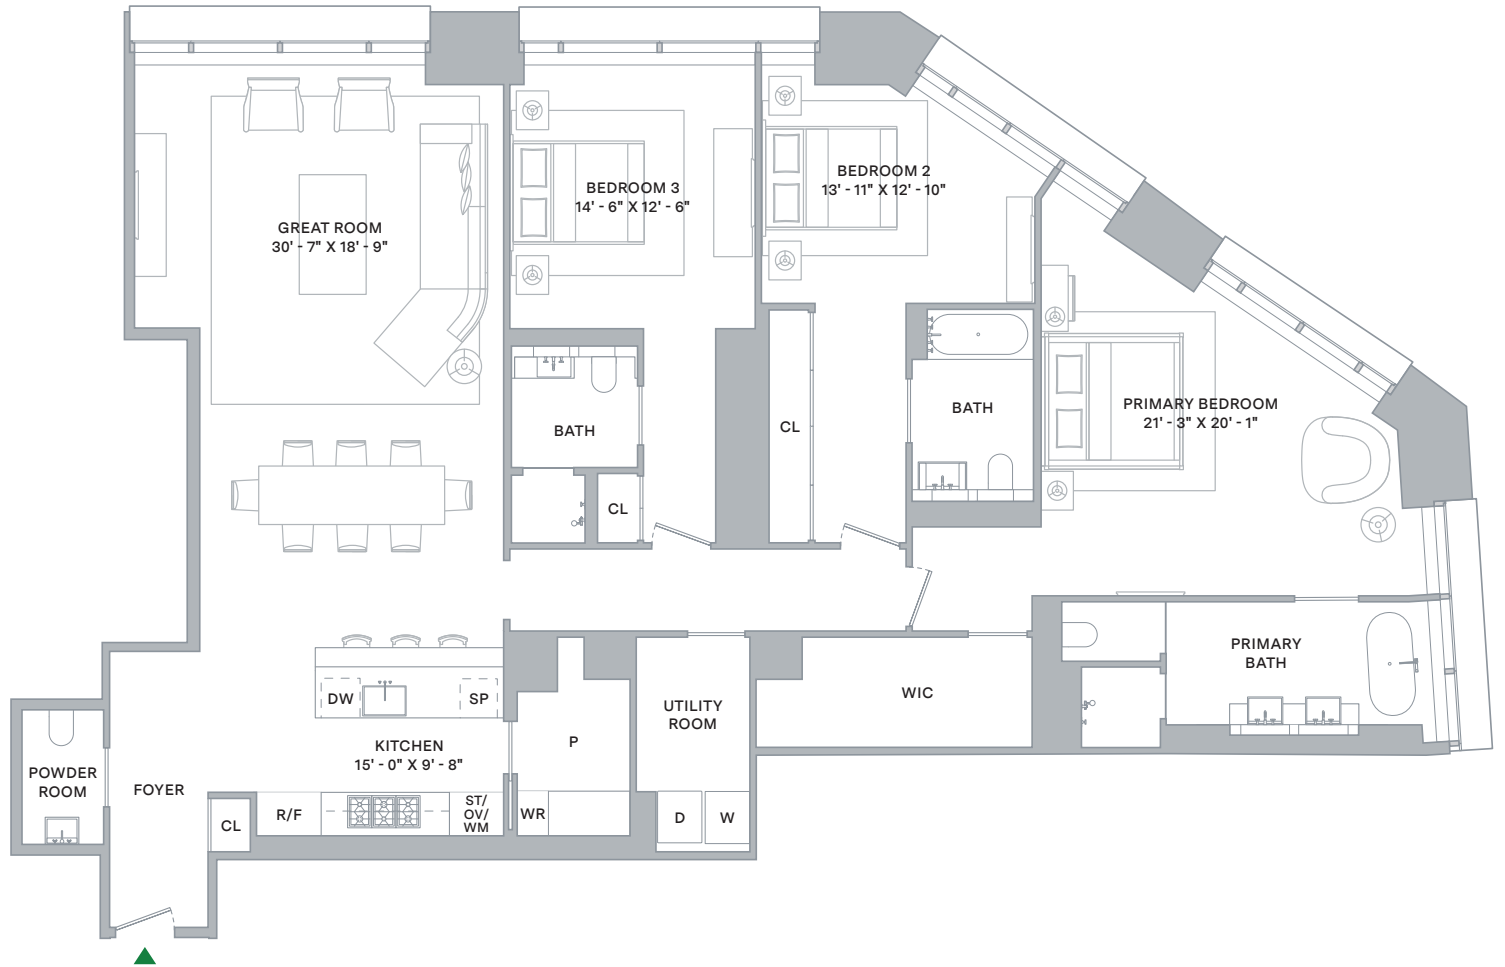 GREAT ROOM
30' - 7" X 18' - 9"
BEDROOM 3
14' - 6" X 12' - 6"
BEDROOM 2
13' - 11" X 12' - 10"
PRIMARY BEDROOM
21' - 3" X 20' - 1"
BATH
CL
CL
BATH
DW
SP
KITCHEN
15' - 0" X 9' - 8"
P
UTILITY
ROOM
WIC
PRIMARY
BATH
POWDER
ROOM
FOYER
CL
R/F
ST/
OV/
WM
WR
D
W